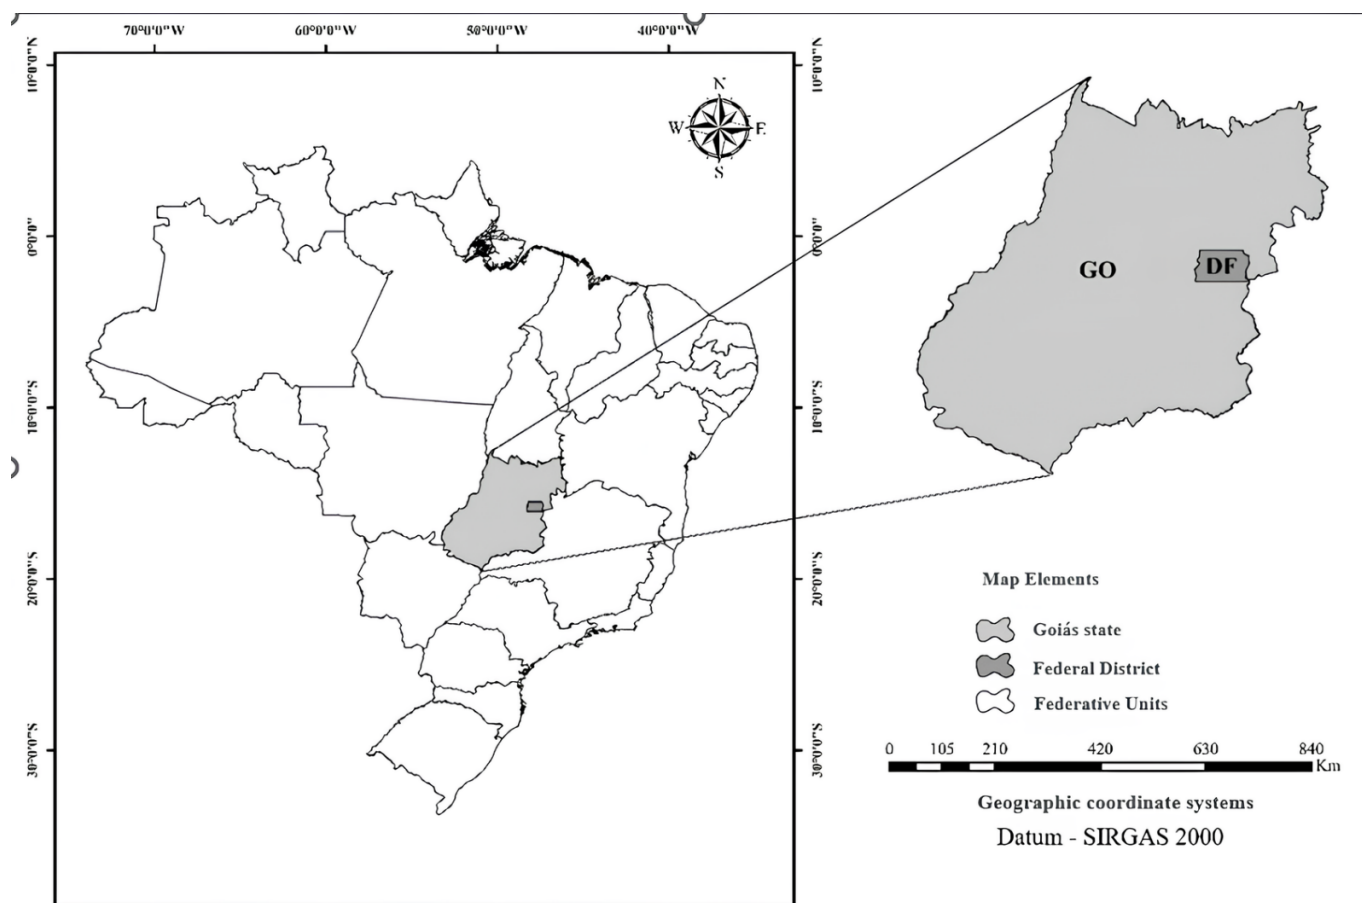 70°0'0"W 60°0'0"W 50°0'0"W 40°0'0"W
10°0'0"N
0°0'0"
10°0'0"S
20°0'0"S
30°0'0"S
N
W E
S
10°0'0"N
0°0'0"S
10°0'0"S
20°0'0"S
30°0'0"S
GO
DF
Map Elements
Goiás state
Federal District
Federative Units
0 105 210 420 630 840
Km
Geographic coordinate systems
Datum - SIRGAS 2000